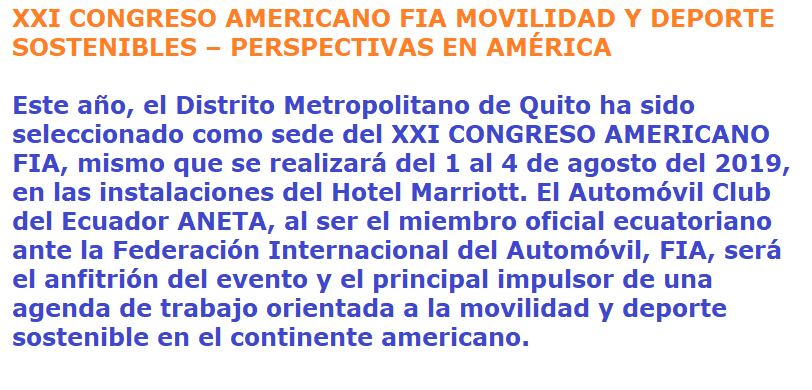 XXI CONGRESO AMERICANO FIA MOVILIDAD Y DEPORTE
SOSTENIBLES – PERSPECTIVAS EN AMÉRICA
Este año, el Distrito Metropolitano de Quito ha sido
seleccionado como sede del XXI CONGRESO AMERICANO
FIA, mismo que se realizará del 1 al 4 de agosto del 2019,
en las instalaciones del Hotel Marriott. El Automóvil Club
del Ecuador ANETA, al ser el miembro oficial ecuatoriano
ante la Federación Internacional del Automóvil, FIA, será
el anfitrión del evento y el principal impulsor de una
agenda de trabajo orientada a la movilidad y deporte
sostenible en el continente americano.